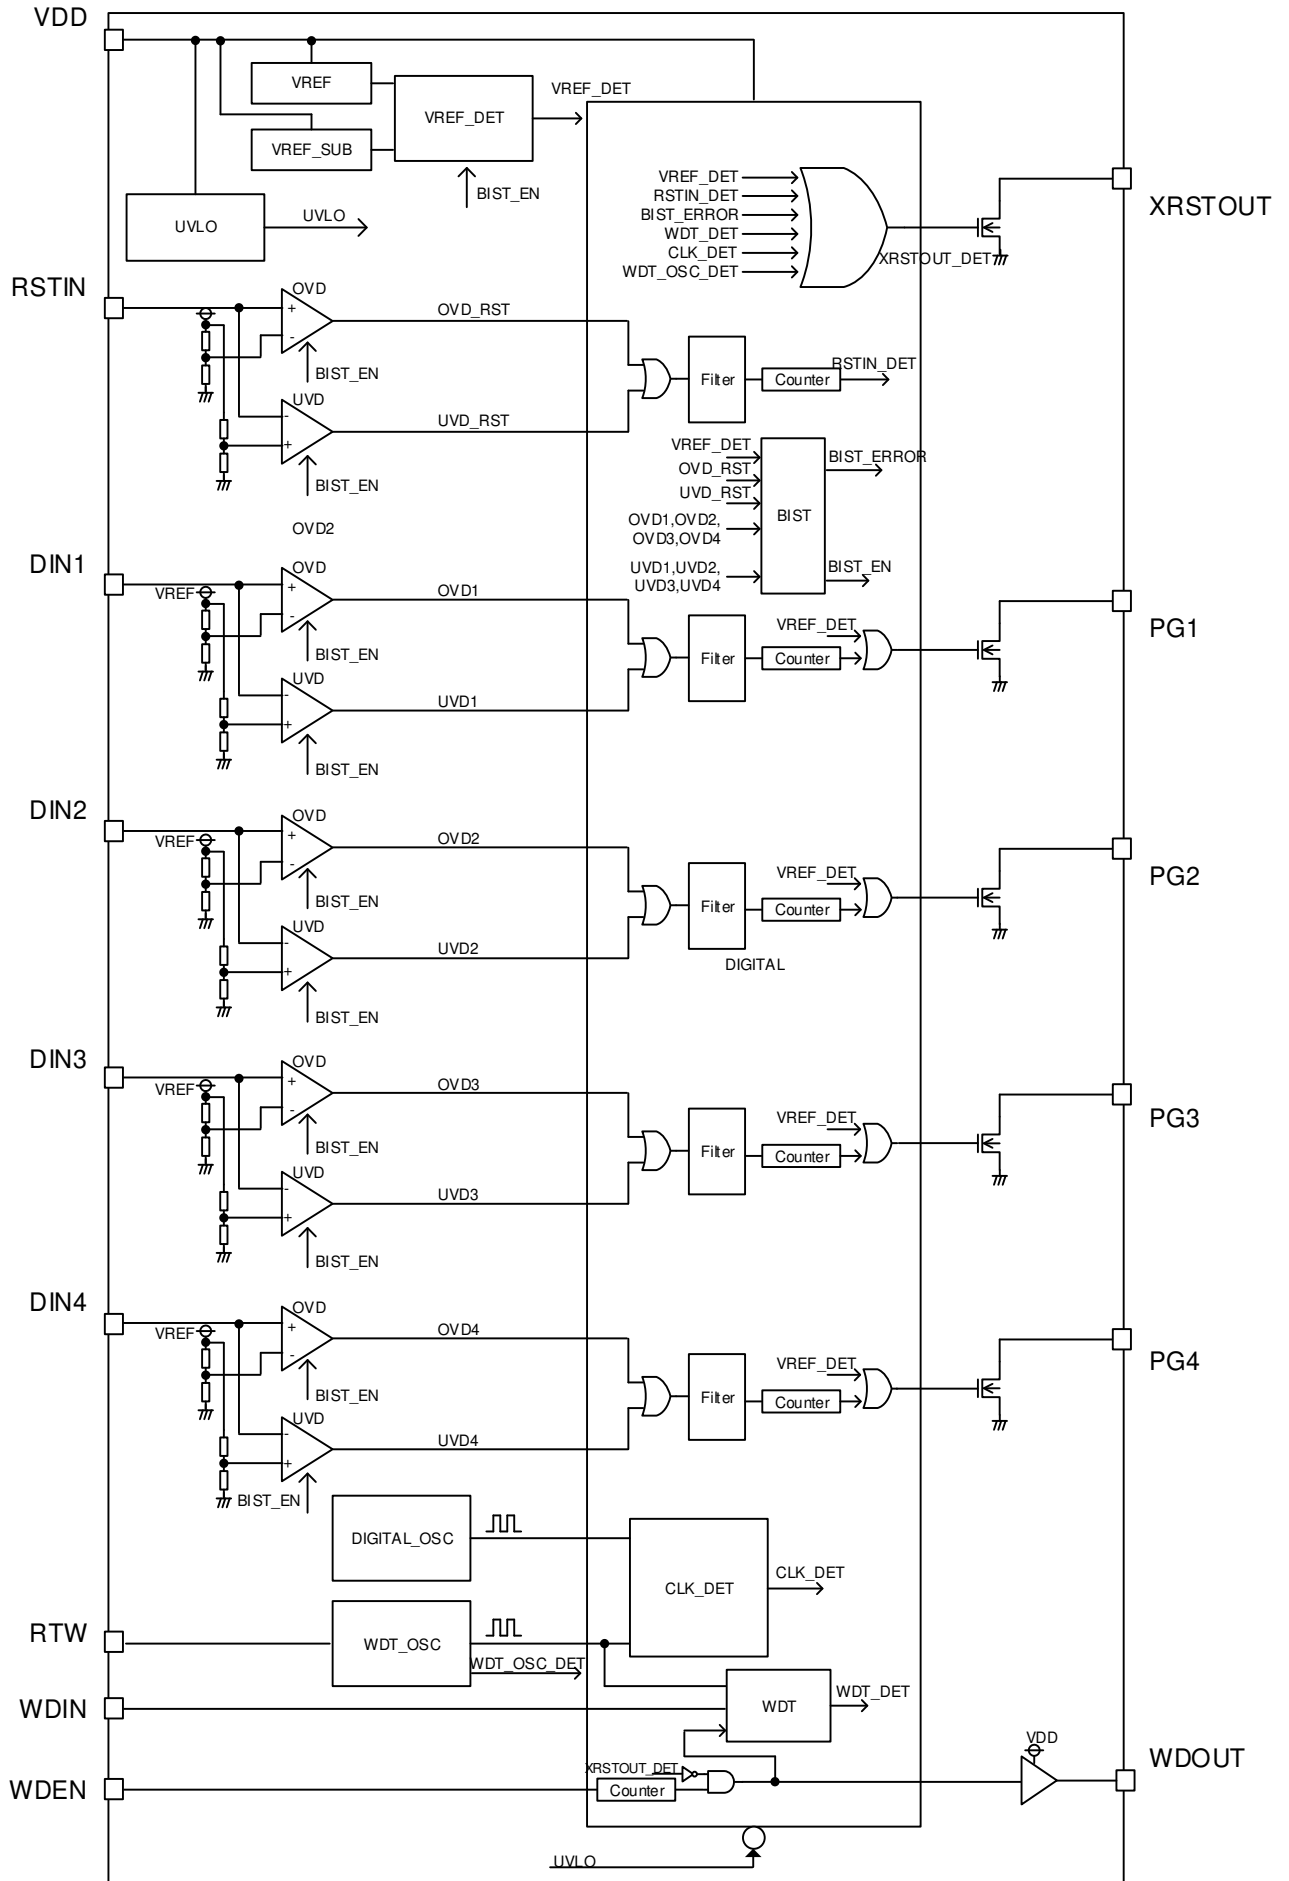 VDD
VREF
VREF_DET
VREF_DET
VREF_SUB
BIST_EN
UVLO
UVLO
VREF_DET
RSTIN_DET
BIST_ERROR
WDT_DET
CLK_DET
WDT_OSC_DET
XRSTOUT_DET
XRSTOUT
RSTIN
OVD
+
-
OVD_RST
BIST_EN
Filter
Counter
RSTIN_DET
UVD
-
+
UVD_RST
BIST_EN
VREF_DET
OVD_RST
UVD_RST
OVD1,OVD2,
OVD3,OVD4
UVD1,UVD2,
UVD3,UVD4
BIST
BIST_ERROR
BIST_EN
OVD2
DIN1
VREF
OVD
+
-
OVD1
BIST_EN
UVD
-
+
UVD1
BIST_EN
Filter
VREF_DET
Counter
PG1
DIN2
VREF
OVD
+
-
OVD2
BIST_EN
UVD
-
+
UVD2
BIST_EN
Filter
VREF_DET
Counter
PG2
DIGITAL
DIN3
VREF
OVD
+
-
OVD3
BIST_EN
UVD
-
+
UVD3
BIST_EN
Filter
VREF_DET
Counter
PG3
DIN4
VREF
OVD
+
-
OVD4
BIST_EN
UVD
-
+
UVD4
BIST_EN
Filter
VREF_DET
Counter
PG4
DIGITAL_OSC
CLK_DET
CLK_DET
RTW
WDT_OSC
WDT_OSC_DET
WDIN
WDT
WDT_DET
WDEN
XRSTOUT_DET
Counter
VDD
WDOUT
UVLO